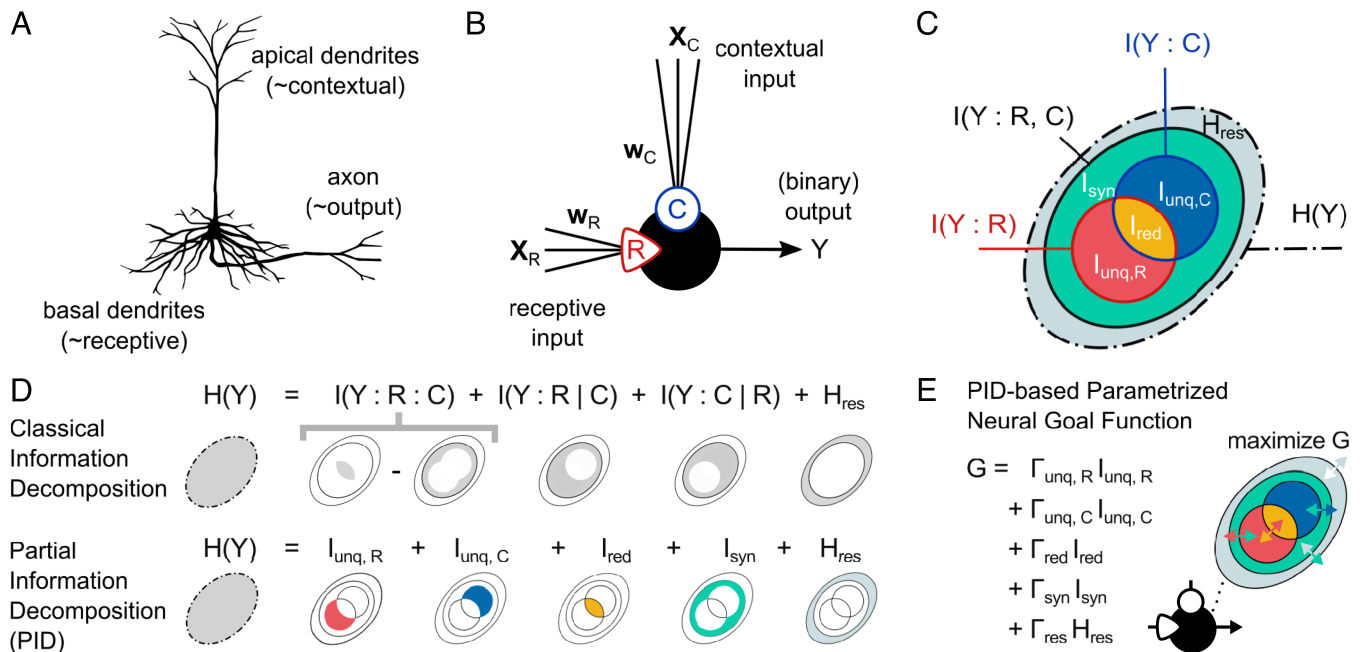 A
apical dendrites
(~contextual)
axon
(~output)
basal dendrites
(~receptive)
B
X_C
contextual
input
w_C
(binary)
output
C
w_R
R
X_R
Y
receptive
input
C
I(Y : C)
I(Y : R, C)
H_res
I_syn
I_unq,C
I(Y : R)
I_red
H(Y)
I_unq,R
D
H(Y) = I(Y : R : C) + I(Y : R | C) + I(Y : C | R) + H_res
Classical
Information
Decomposition
-
Partial
Information
Decomposition
(PID)
H(Y) = I_unq, R + I_unq, C + I_red + I_syn + H_res
E
PID-based Parametrized
Neural Goal Function
maximize G
G = Γ_unq, R I_unq, R
+ Γ_unq, C I_unq, C
+ Γ_red I_red
+ Γ_syn I_syn
+ Γ_res H_res